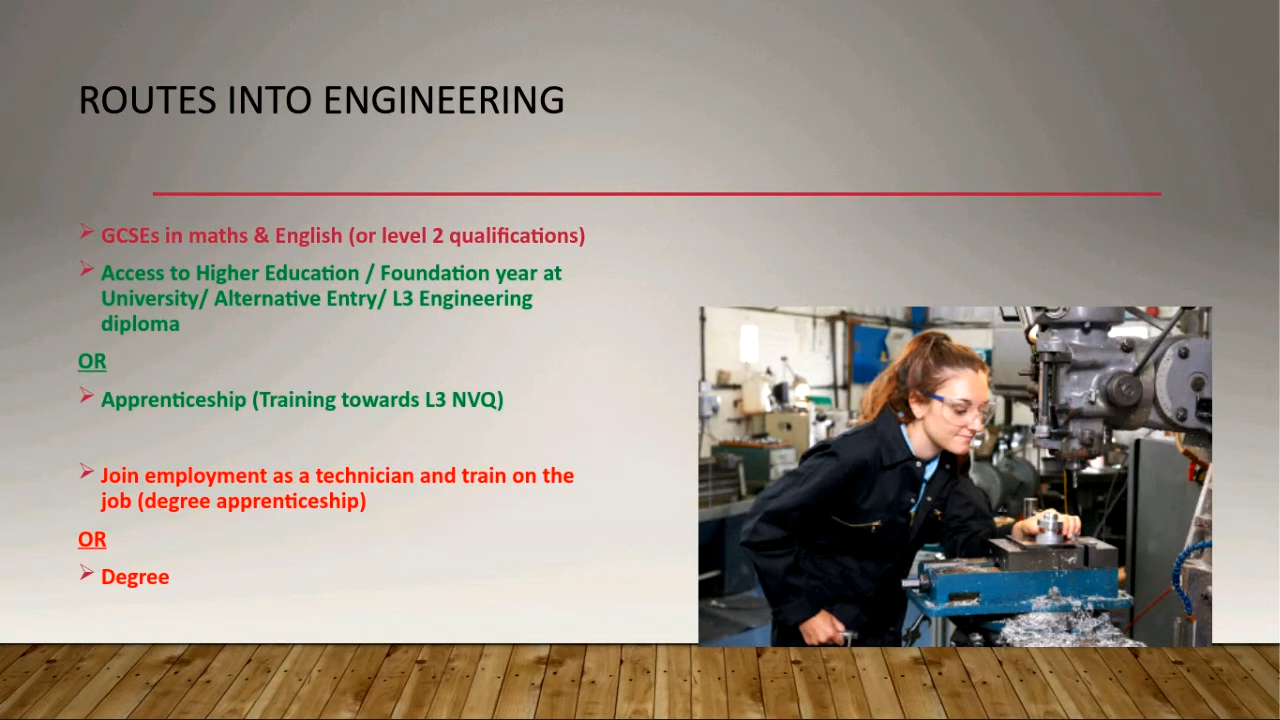 ROUTES INTO ENGINEERING
GCSEs in maths & English (or level 2 qualifications)
Access to Higher Education / Foundation year at
University/ Alternative Entry/ L3 Engineering
diploma
OR
Apprenticeship (Training towards L3 NVQ)
Join employment as a technician and train on the
job (degree apprenticeship)
OR
Degree